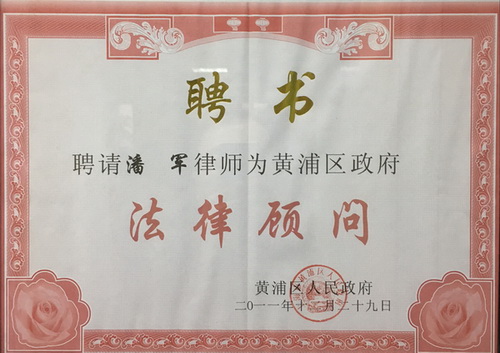 聘书
聘请潘 军律师为黄浦区政府
法律顾问
黄浦区人民政府
二〇一一年十二月二十九日